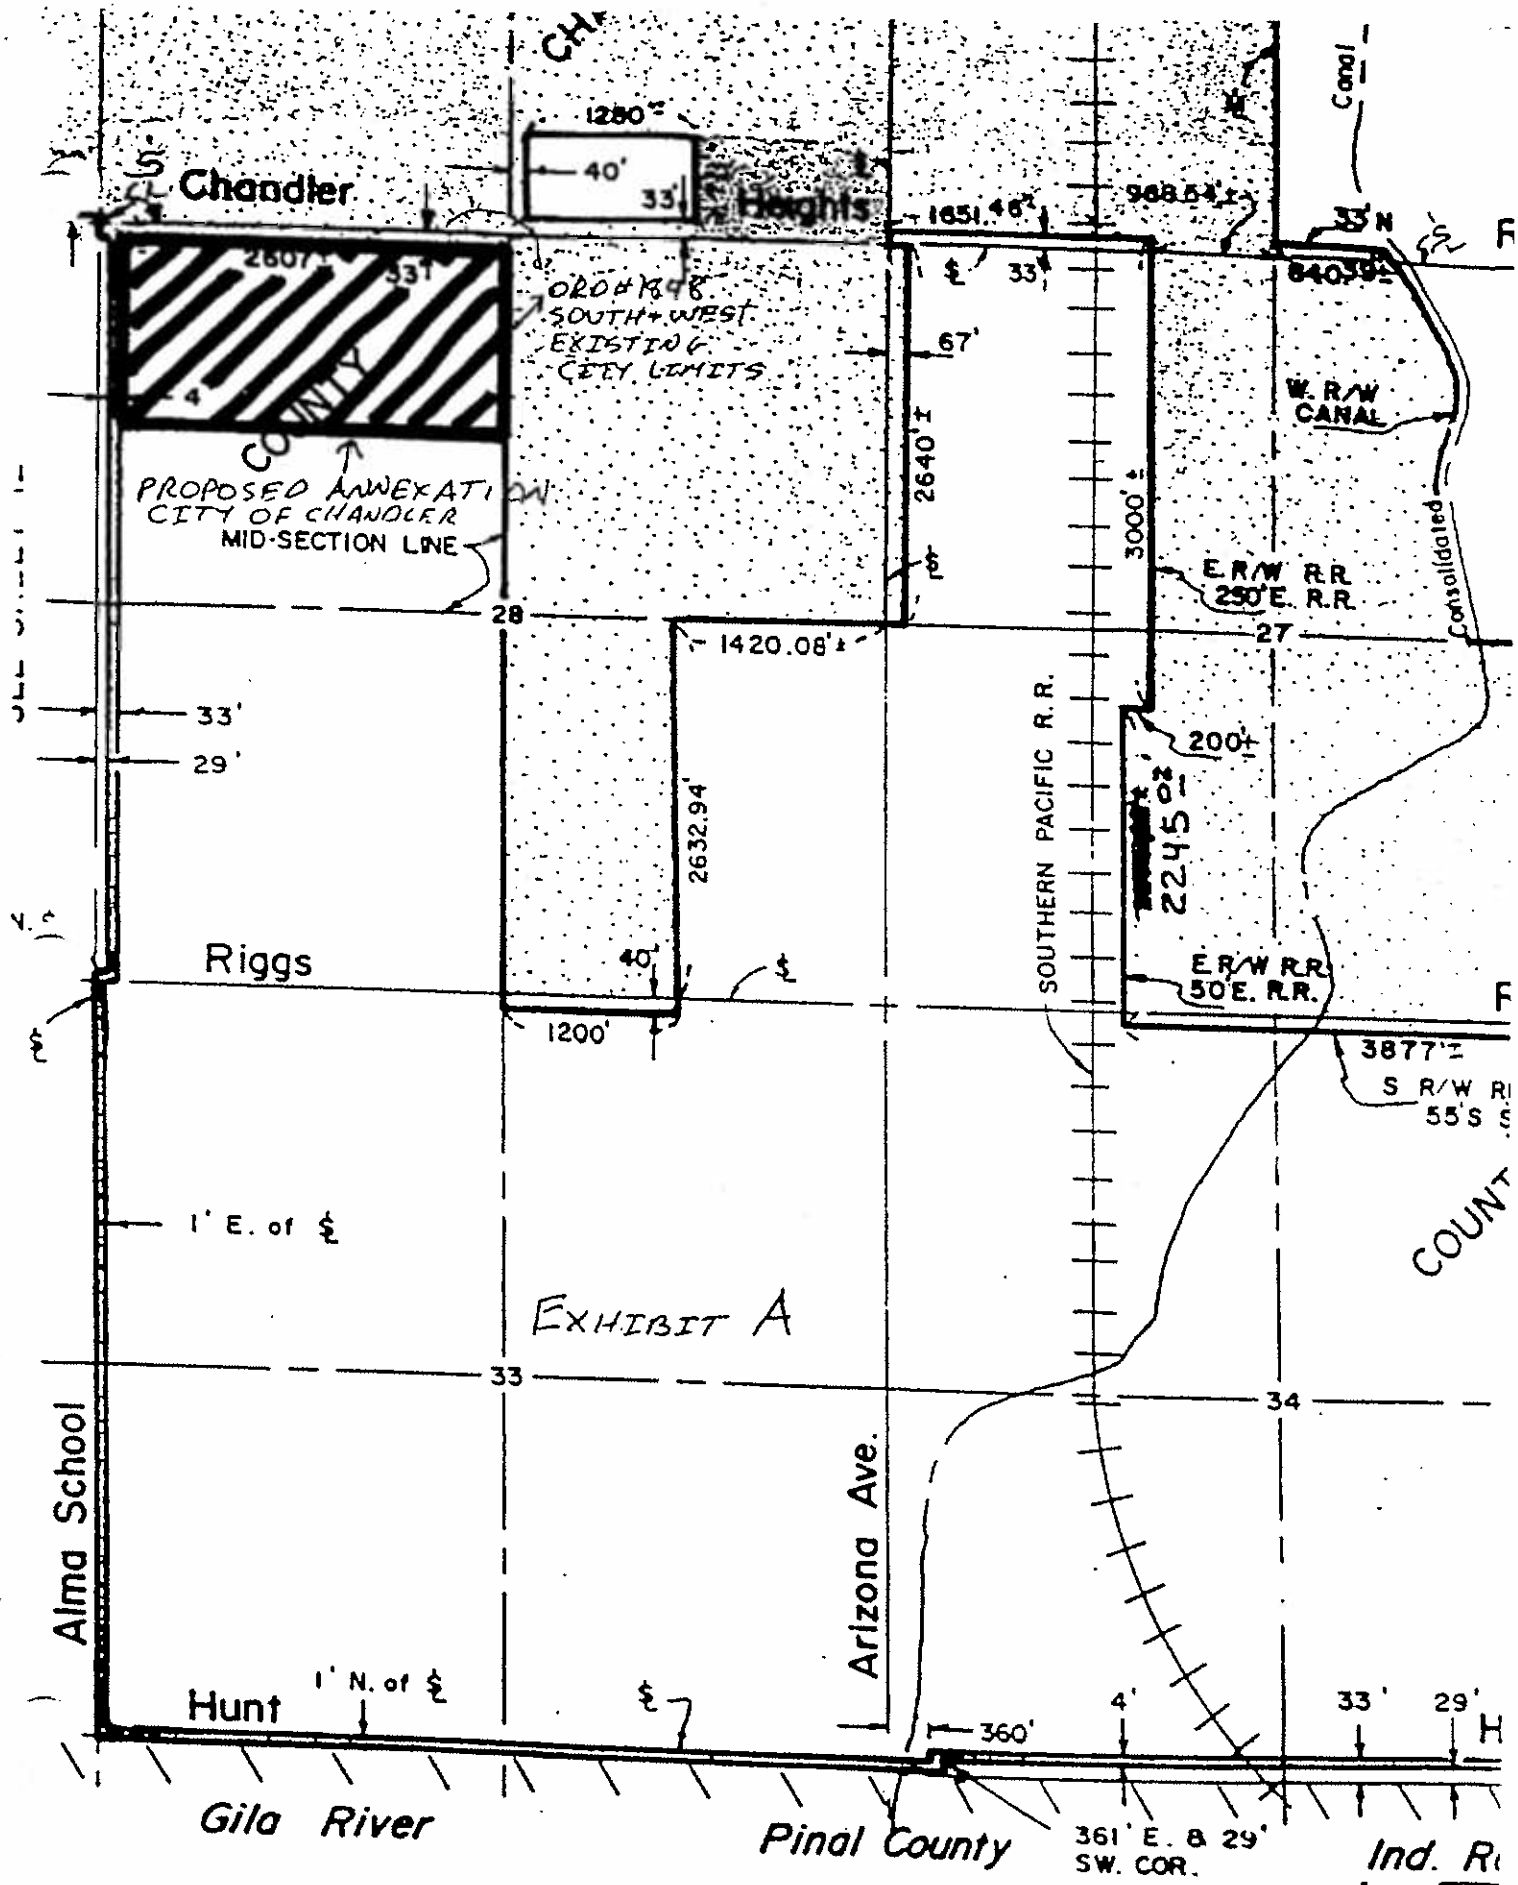 Canal
1280'±
40'
33'
Chandler
Heights
1651.46'±
968.64'±
33' N
2607'±
33'
33'
840.39'±
ORD #1848
SOUTH & WEST
EXISTING
CITY LIMITS
67'
4'
COUNTY
W. R/W
CANAL
2640'±
3000'±
PROPOSED ANNEXATION
CITY OF CHANDLER
MID-SECTION LINE
Consolidated
E. R/W R.R.
250' E. R.R.
28
27
1420.08'±
33'
29'
200'±
SOUTHERN PACIFIC R.R.
2632.94'
Riggs
40'
E R/W R.R.
50' E. R.R.
1200'
3877'±
S R/W
55' S
COUNT
1' E. of ℄
EXHIBIT A
33
34
Alma School
Arizona Ave.
1' N. of ℄
Hunt
℄
4'
33'
29'
360'
H
Gila River
Pinal County
361' E. & 29'
SW. COR.
Ind.